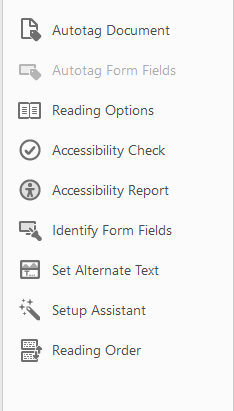 Autotag Document
Autotag Form Fields
Reading Options
Accessibility Check
Accessibility Report
Identify Form Fields
Set Alternate Text
Setup Assistant
Reading Order